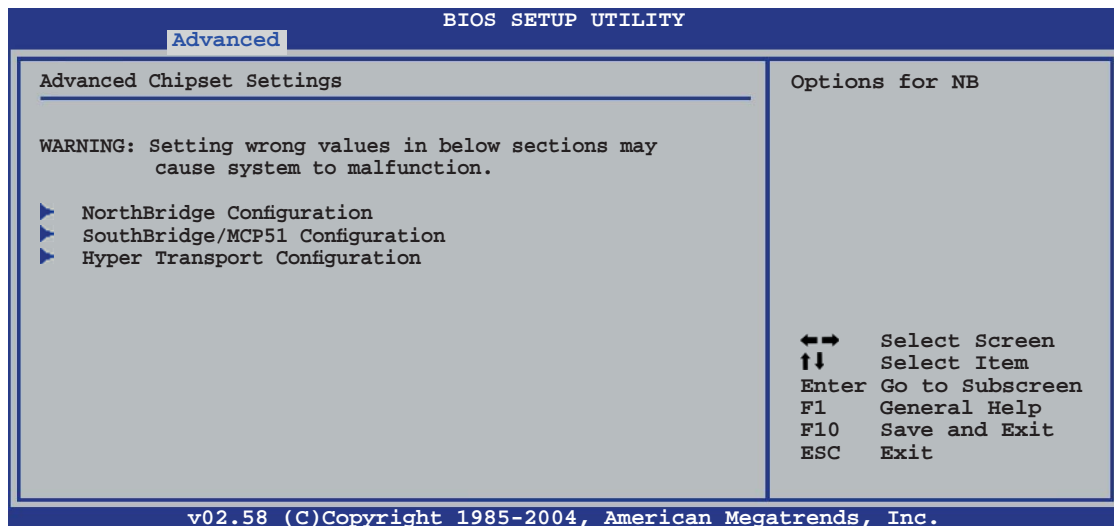 BIOS SETUP UTILITY
Advanced
Advanced Chipset Settings
WARNING: Setting wrong values in below sections may
cause system to malfunction.
NorthBridge Configuration
SouthBridge/MCP51 Configuration
Hyper Transport Configuration
Options for NB
←→ Select Screen
↑↓ Select Item
Enter Go to Subscreen
F1 General Help
F10 Save and Exit
ESC Exit
v02.58 (C)Copyright 1985-2004, American Megatrends, Inc.